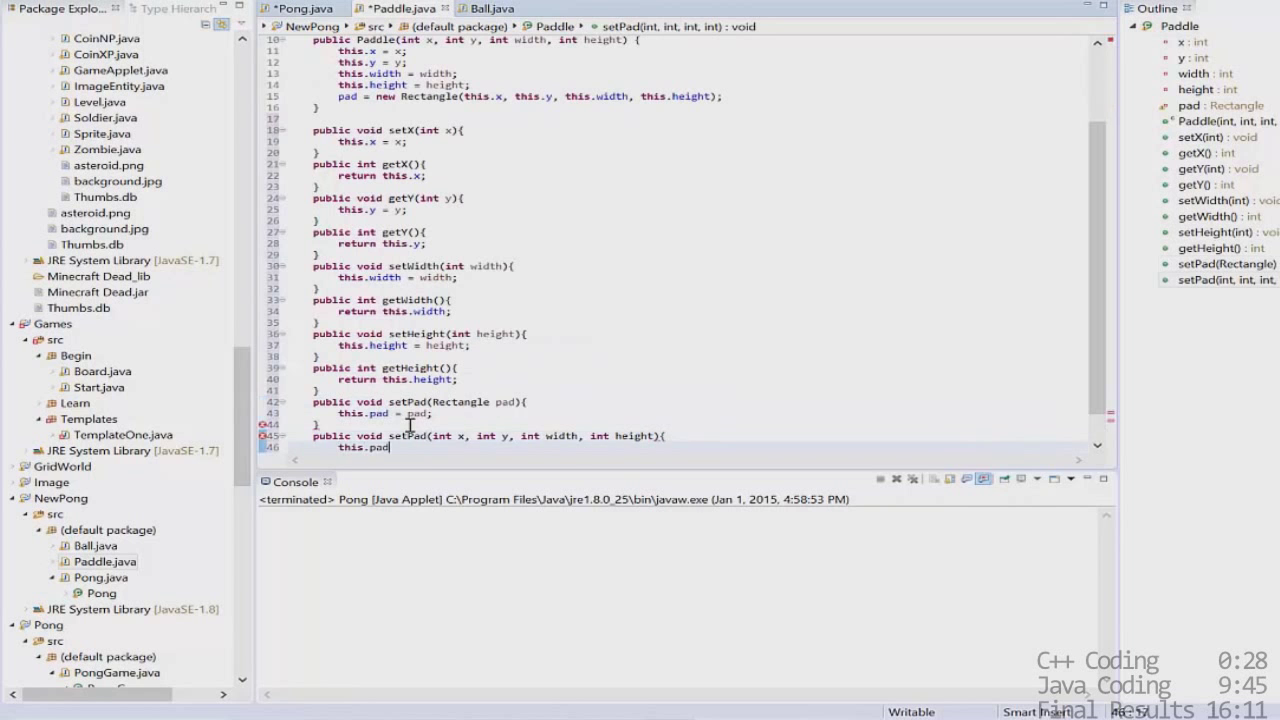 Package Explo...
Type Hierarch
*Pong.java
*Paddle.java
Ball.java
Outline
NewPong
src
(default package)
Paddle
setPad(int, int, int, int) : void
CoinNP.java
CoinXP.java
GameApplet.java
ImageEntity.java
Level.java
Soldier.java
Sprite.java
Zombie.java
asteroid.png
background.jpg
Thumbs.db
asteroid.png
background.jpg
Thumbs.db
JRE System Library [JavaSE-1.7]
Minecraft Dead_lib
Minecraft Dead.jar
Thumbs.db
Games
src
Begin
Board.java
Start.java
Learn
Templates
TemplateOne.java
JRE System Library [JavaSE-1.7]
GridWorld
Image
NewPong
src
(default package)
Ball.java
Paddle.java
Pong.java
Pong
JRE System Library [JavaSE-1.8]
Pong
src
(default package)
PongGame.java
10 public Paddle(int x, int y, int width, int height) {
11 this.x = x;
12 this.y = y;
13 this.width = width;
14 this.height = height;
15 pad = new Rectangle(this.x, this.y, this.width, this.height);
16 }
17
18 public void setX(int x){
19 this.x = x;
20 }
21 public int getX(){
22 return this.x;
23 }
24 public void getY(int y){
25 this.y = y;
26 }
27 public int getY(){
28 return this.y;
29 }
30 public void setWidth(int width){
31 this.width = width;
32 }
33 public int getWidth(){
34 return this.width;
35 }
36 public void setHeight(int height){
37 this.height = height;
38 }
39 public int getHeight(){
40 return this.height;
41 }
42 public void setPad(Rectangle pad){
43 this.pad = pad;
44 }
45 public void setPad(int x, int y, int width, int height){
46 this.pad
Paddle
x : int
y : int
width : int
height : int
pad : Rectangle
Paddle(int, int, int,
setX(int) : void
getX() : int
getY(int) : void
getY() : int
setWidth(int) : void
getWidth() : int
setHeight(int) : void
getHeight() : int
setPad(Rectangle)
setPad(int, int, int,
Console
<terminated> Pong [Java Applet] C:\Program Files\Java\jre1.8.0_25\bin\javaw.exe (Jan 1, 2015, 4:58:53 PM)
C++ Coding 0:28
Java Coding 9:45
Final Results 16:11
Writable
Smart Insert